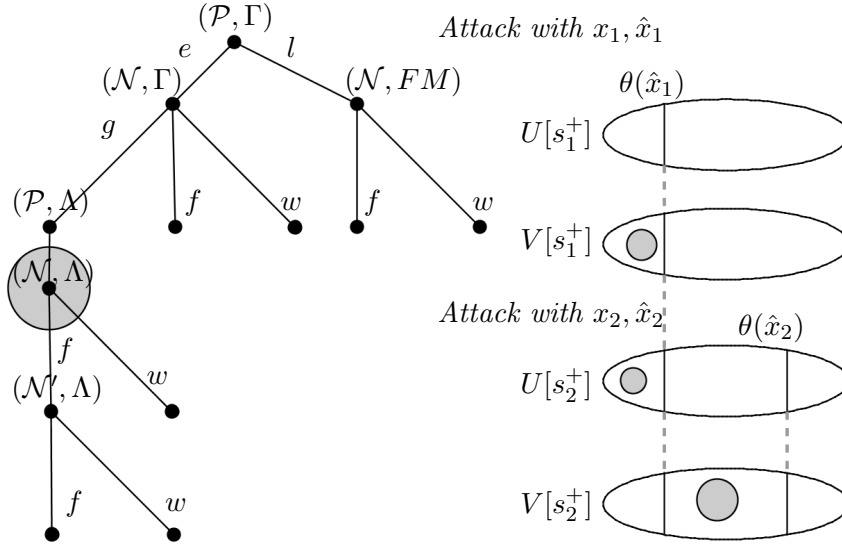 (𝒫, Γ)
Attack with x₁, x̂₁
e
l
(𝒩, Γ)
(𝒩, FM)
θ(x̂₁)
g
U[s₁⁺]
f
w
f
w
(𝒫, Λ)
V[s₁⁺]
(𝒩, Λ)
Attack with x₂, x̂₂
θ(x̂₂)
f
w
U[s₂⁺]
(𝒩′, Λ)
f
w
V[s₂⁺]